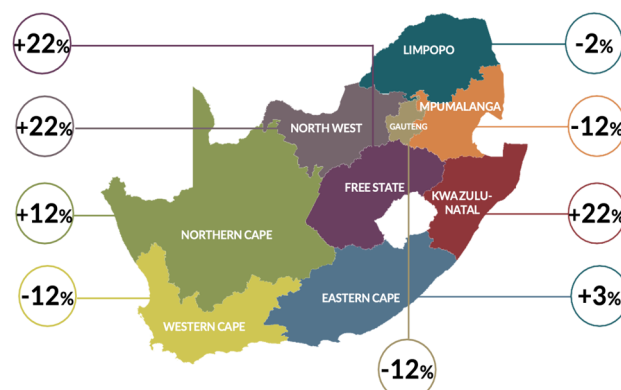 +22%
LIMPOPO
-2%
+22%
NORTH WEST
GAUTENG
MPUMALANGA
-12%
FREE STATE
KWAZULU-
NATAL
+12%
NORTHERN CAPE
+22%
-12%
WESTERN CAPE
EASTERN CAPE
+3%
-12%